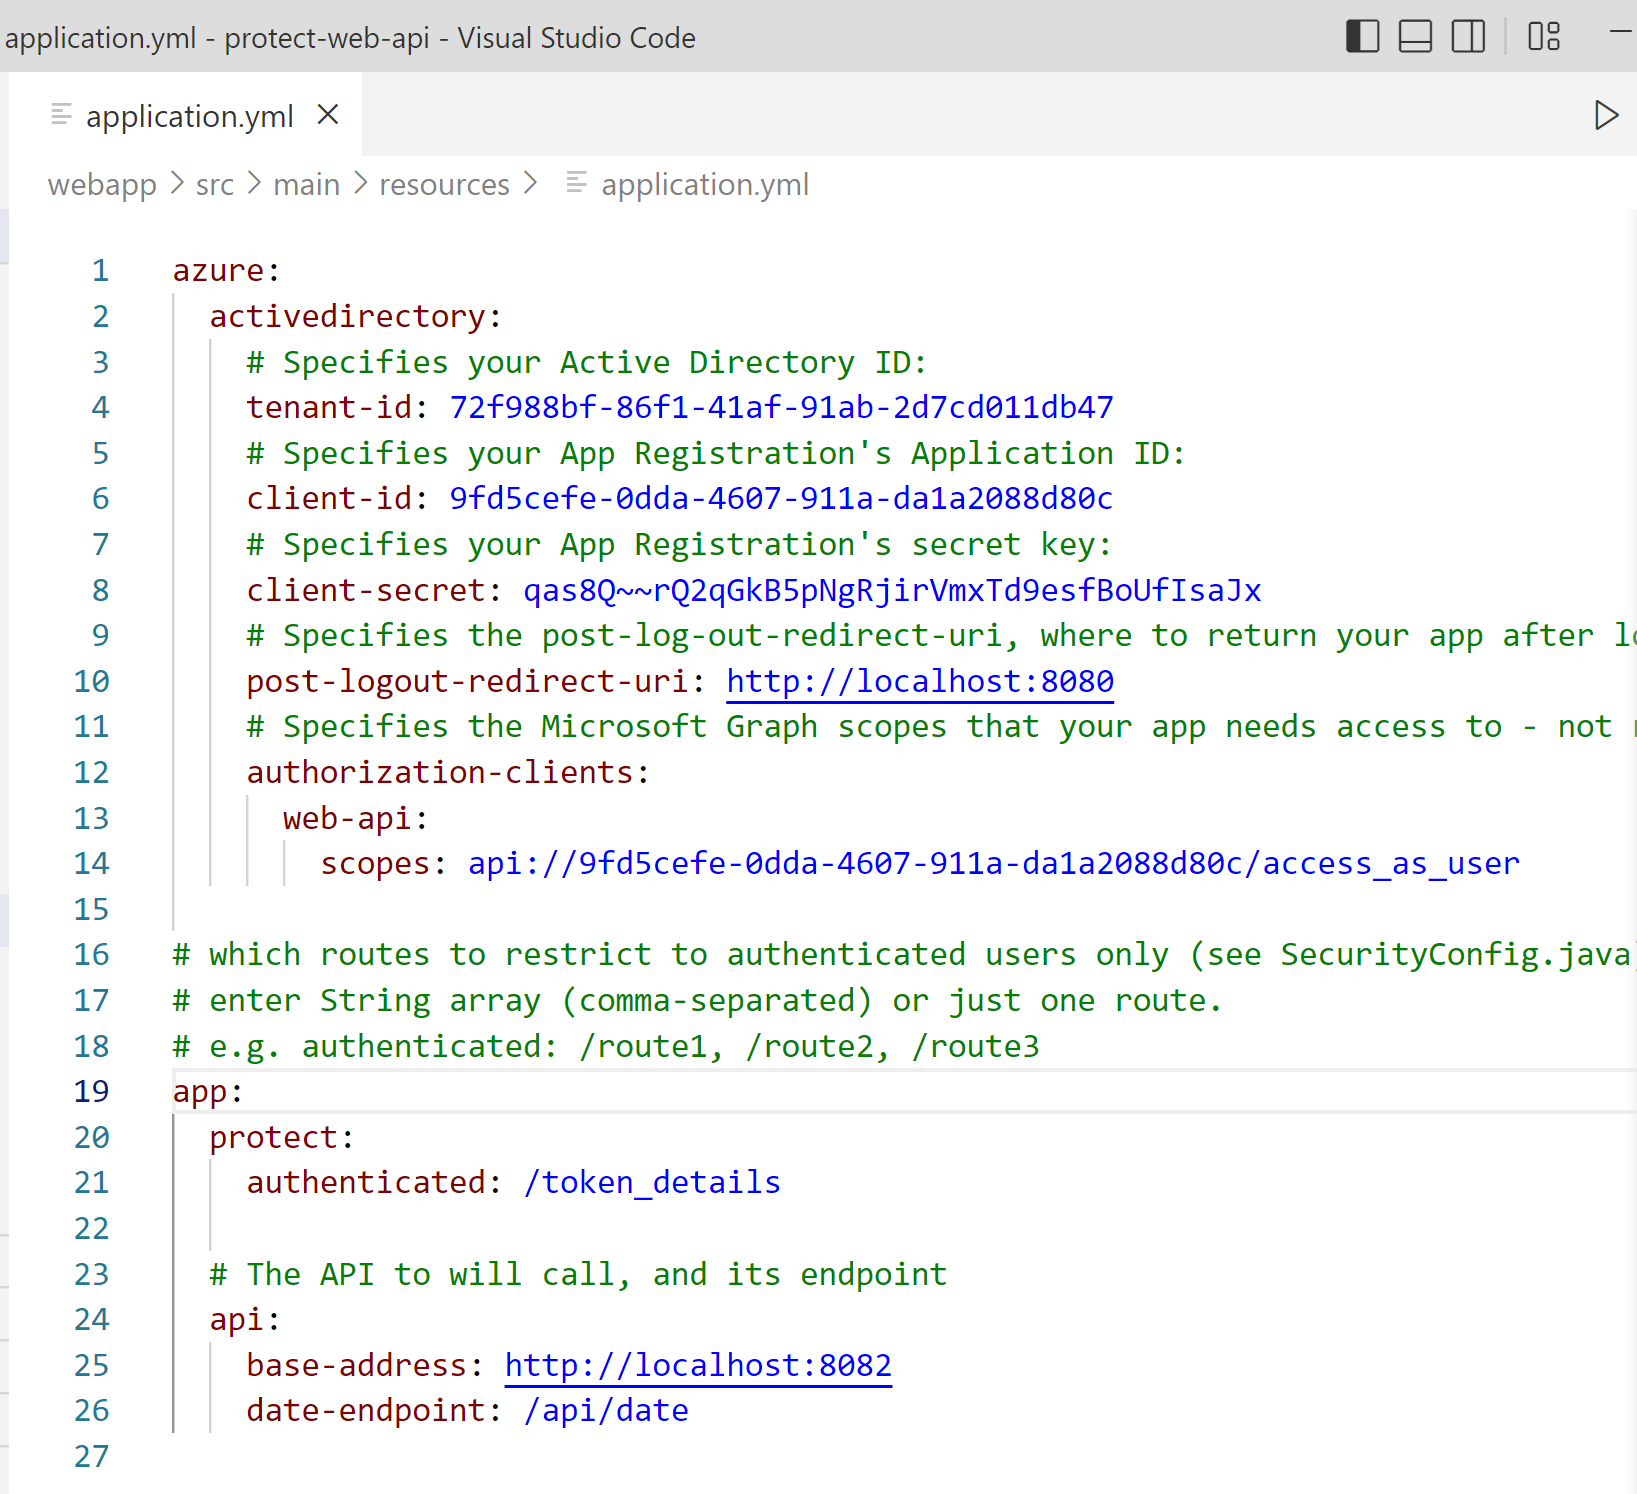 application.yml - protect-web-api - Visual Studio Code
application.yml
webapp > src > main > resources > application.yml
1 azure:
2 activedirectory:
3 # Specifies your Active Directory ID:
4 tenant-id: 72f988bf-86f1-41af-91ab-2d7cd011db47
5 # Specifies your App Registration's Application ID:
6 client-id: 9fd5cefe-0dda-4607-911a-da1a2088d80c
7 # Specifies your App Registration's secret key:
8 client-secret: qas8Q~~rQ2qGkB5pNgRjirVmxTd9esfBoUfIsaJx
9 # Specifies the post-log-out-redirect-uri, where to return your app after
10 post-logout-redirect-uri: http://localhost:8080
11 # Specifies the Microsoft Graph scopes that your app needs access to - not
12 authorization-clients:
13 web-api:
14 scopes: api://9fd5cefe-0dda-4607-911a-da1a2088d80c/access_as_user
15
16 # which routes to restrict to authenticated users only (see SecurityConfig.java)
17 # enter String array (comma-separated) or just one route.
18 # e.g. authenticated: /route1, /route2, /route3
19 app:
20 protect:
21 authenticated: /token_details
22
23 # The API to will call, and its endpoint
24 api:
25 base-address: http://localhost:8082
26 date-endpoint: /api/date
27